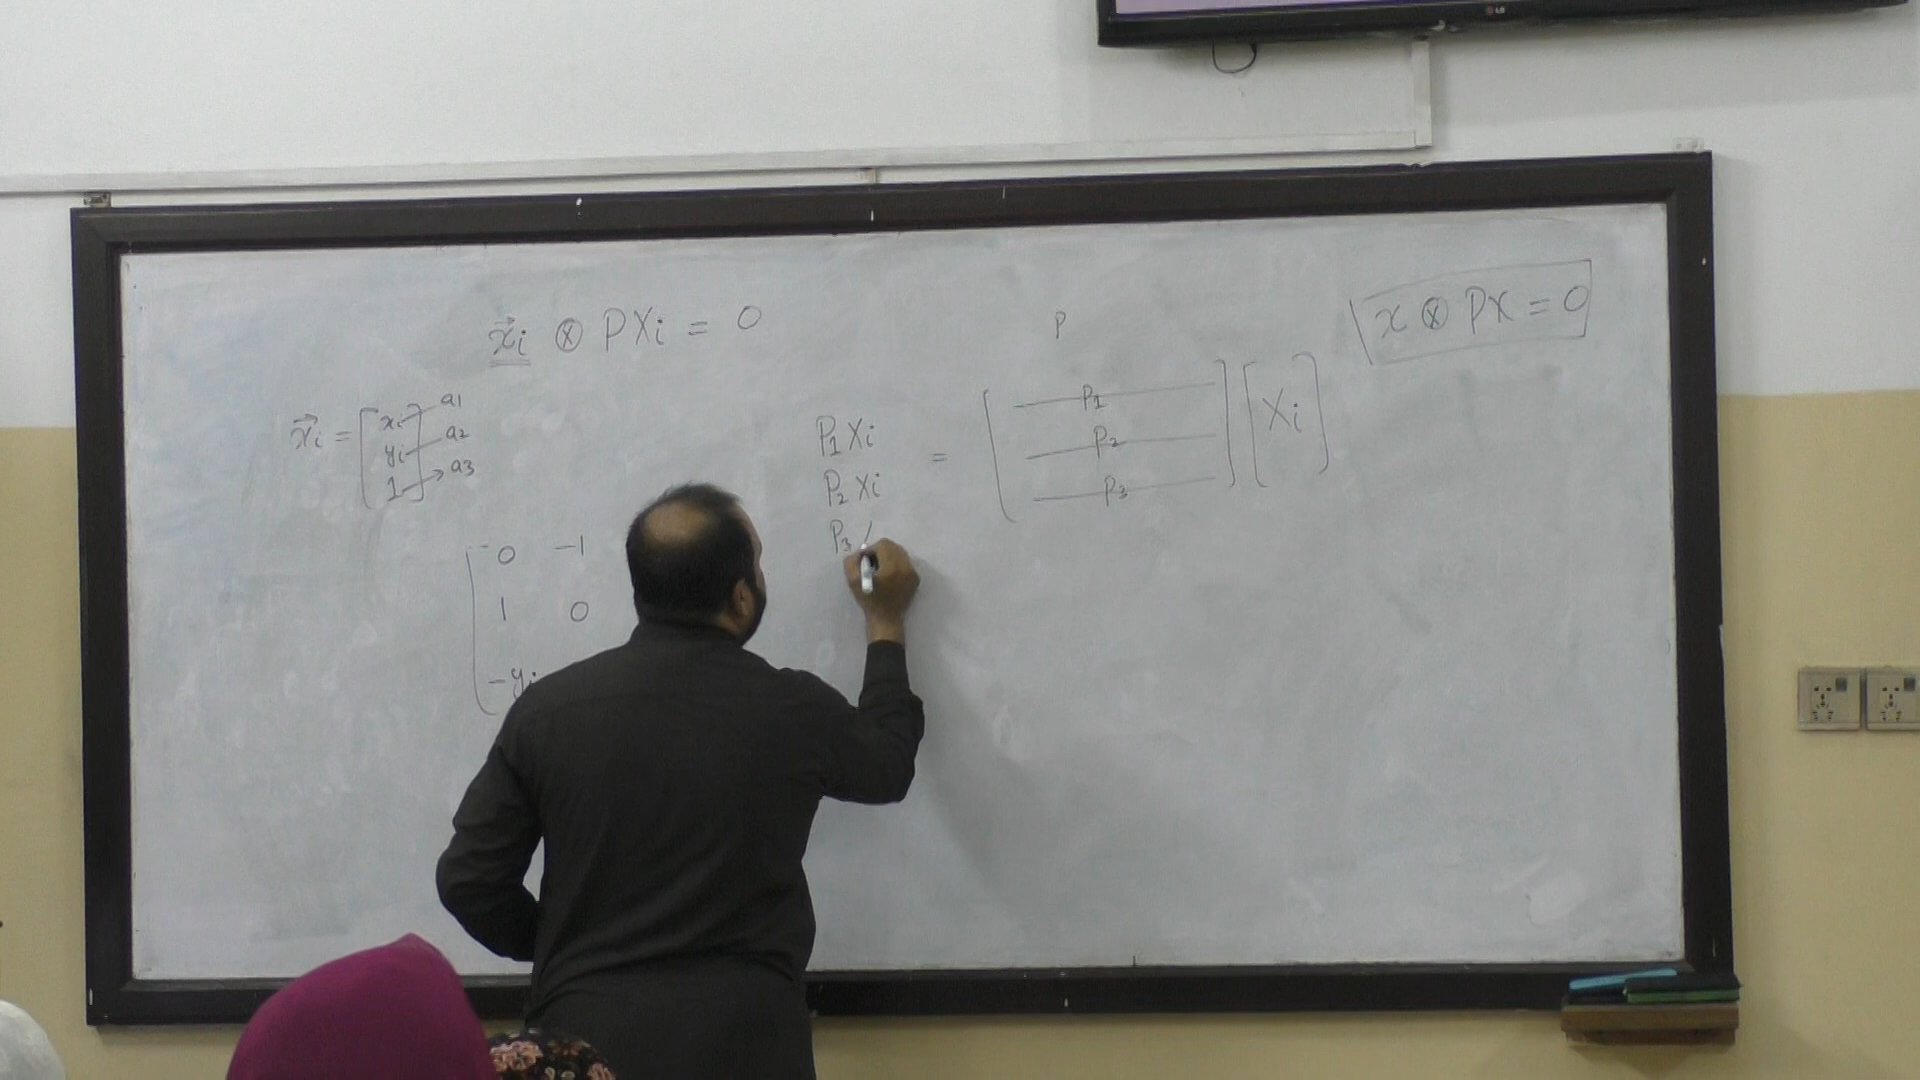 x⃗i ⊗ PXi = 0
P
x ⊗ PX = 0
x⃗i = [ xi a1
yi a2
1 → a3 ]
P1 Xi = [ P1 ] [ Xi ]
P2 Xi P2
P3 P3
0 -1
1 0
-yi
LG